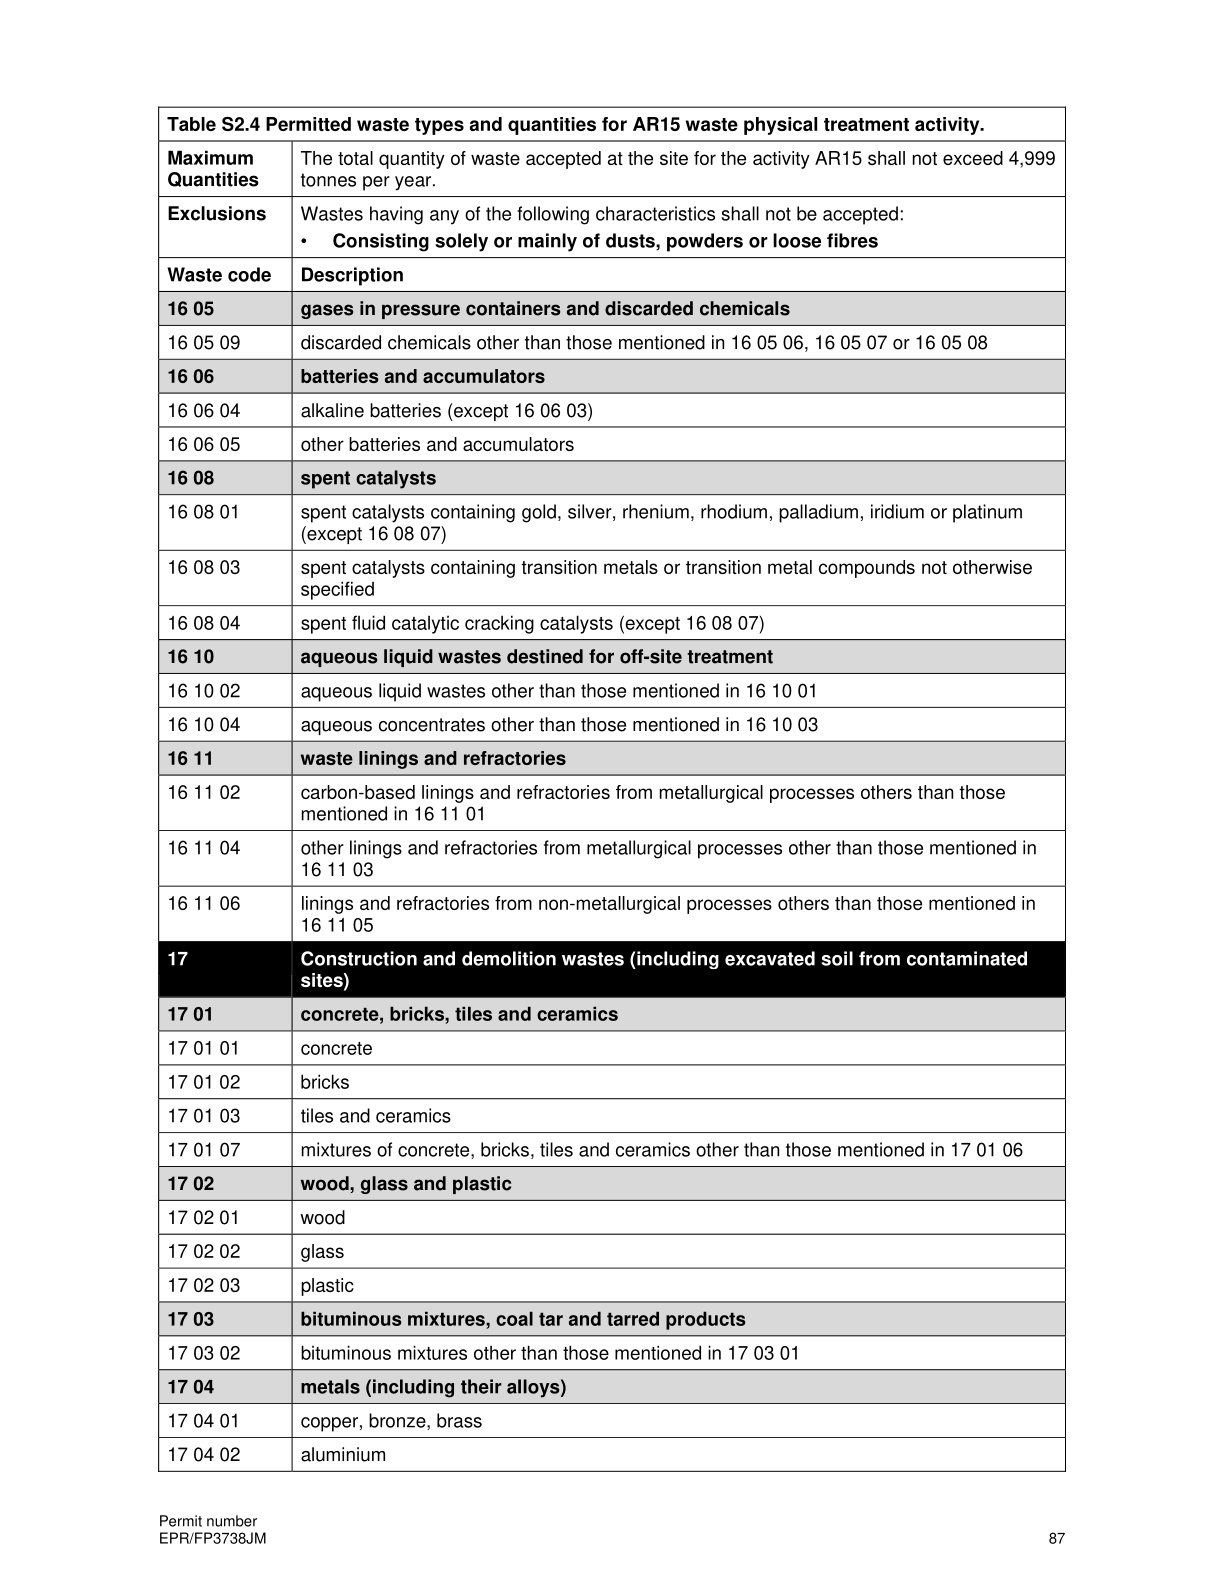 Table S2.4 Permitted waste types and quantities for AR15 waste physical treatment activity.
Maximum
Quantities
The total quantity of waste accepted at the site for the activity AR15 shall not exceed 4,999
tonnes per year.
Exclusions
Wastes having any of the following characteristics shall not be accepted:
• Consisting solely or mainly of dusts, powders or loose fibres
Waste code Description
16 05 gases in pressure containers and discarded chemicals
16 05 09 discarded chemicals other than those mentioned in 16 05 06, 16 05 07 or 16 05 08
16 06 batteries and accumulators
16 06 04 alkaline batteries (except 16 06 03)
16 06 05 other batteries and accumulators
16 08 spent catalysts
16 08 01 spent catalysts containing gold, silver, rhenium, rhodium, palladium, iridium or platinum
(except 16 08 07)
16 08 03 spent catalysts containing transition metals or transition metal compounds not otherwise
specified
16 08 04 spent fluid catalytic cracking catalysts (except 16 08 07)
16 10 aqueous liquid wastes destined for off-site treatment
16 10 02 aqueous liquid wastes other than those mentioned in 16 10 01
16 10 04 aqueous concentrates other than those mentioned in 16 10 03
16 11 waste linings and refractories
16 11 02 carbon-based linings and refractories from metallurgical processes others than those
mentioned in 16 11 01
16 11 04 other linings and refractories from metallurgical processes other than those mentioned in
16 11 03
16 11 06 linings and refractories from non-metallurgical processes others than those mentioned in
16 11 05
17 Construction and demolition wastes (including excavated soil from contaminated
sites)
17 01 concrete, bricks, tiles and ceramics
17 01 01 concrete
17 01 02 bricks
17 01 03 tiles and ceramics
17 01 07 mixtures of concrete, bricks, tiles and ceramics other than those mentioned in 17 01 06
17 02 wood, glass and plastic
17 02 01 wood
17 02 02 glass
17 02 03 plastic
17 03 bituminous mixtures, coal tar and tarred products
17 03 02 bituminous mixtures other than those mentioned in 17 03 01
17 04 metals (including their alloys)
17 04 01 copper, bronze, brass
17 04 02 aluminium
Permit number
EPR/FP3738JM 87